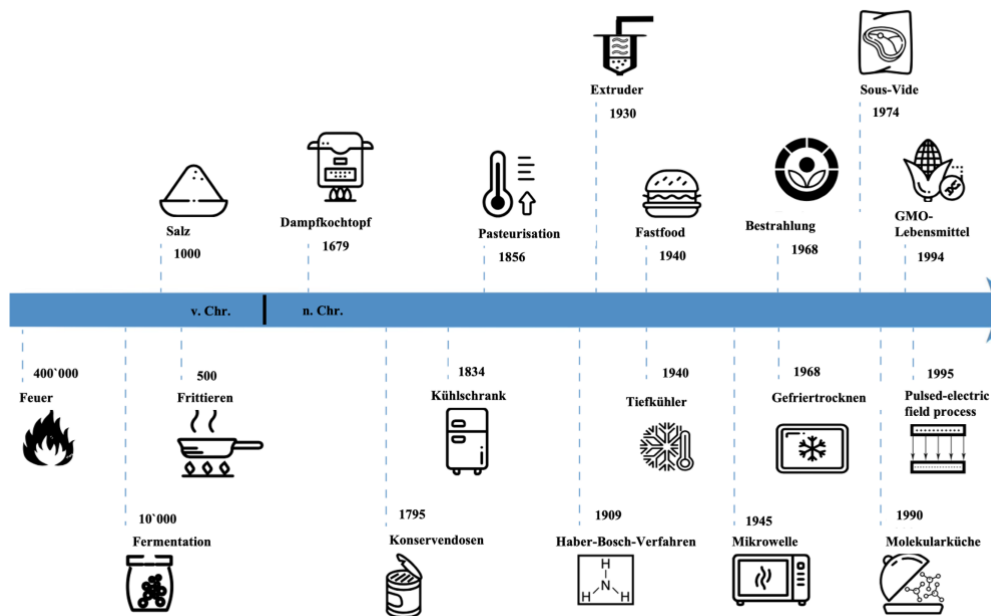 Extruder
1930
Sous-Vide
1974
Salz
1000
Dampfkochtopf
1679
Pasteurisation
1856
Fastfood
1940
Bestrahlung
1968
GMO-
Lebensmittel
1994
v. Chr.
n. Chr.
400`000
Feuer
500
Frittieren
1834
Kühlschrank
1940
Tiefkühler
1968
Gefriertrocknen
1995
Pulsed-electric
field process
10`000
Fermentation
1795
Konservendosen
1909
Haber-Bosch-Verfahren
H
N
H
H
1945
Mikrowelle
1990
Molekularküche